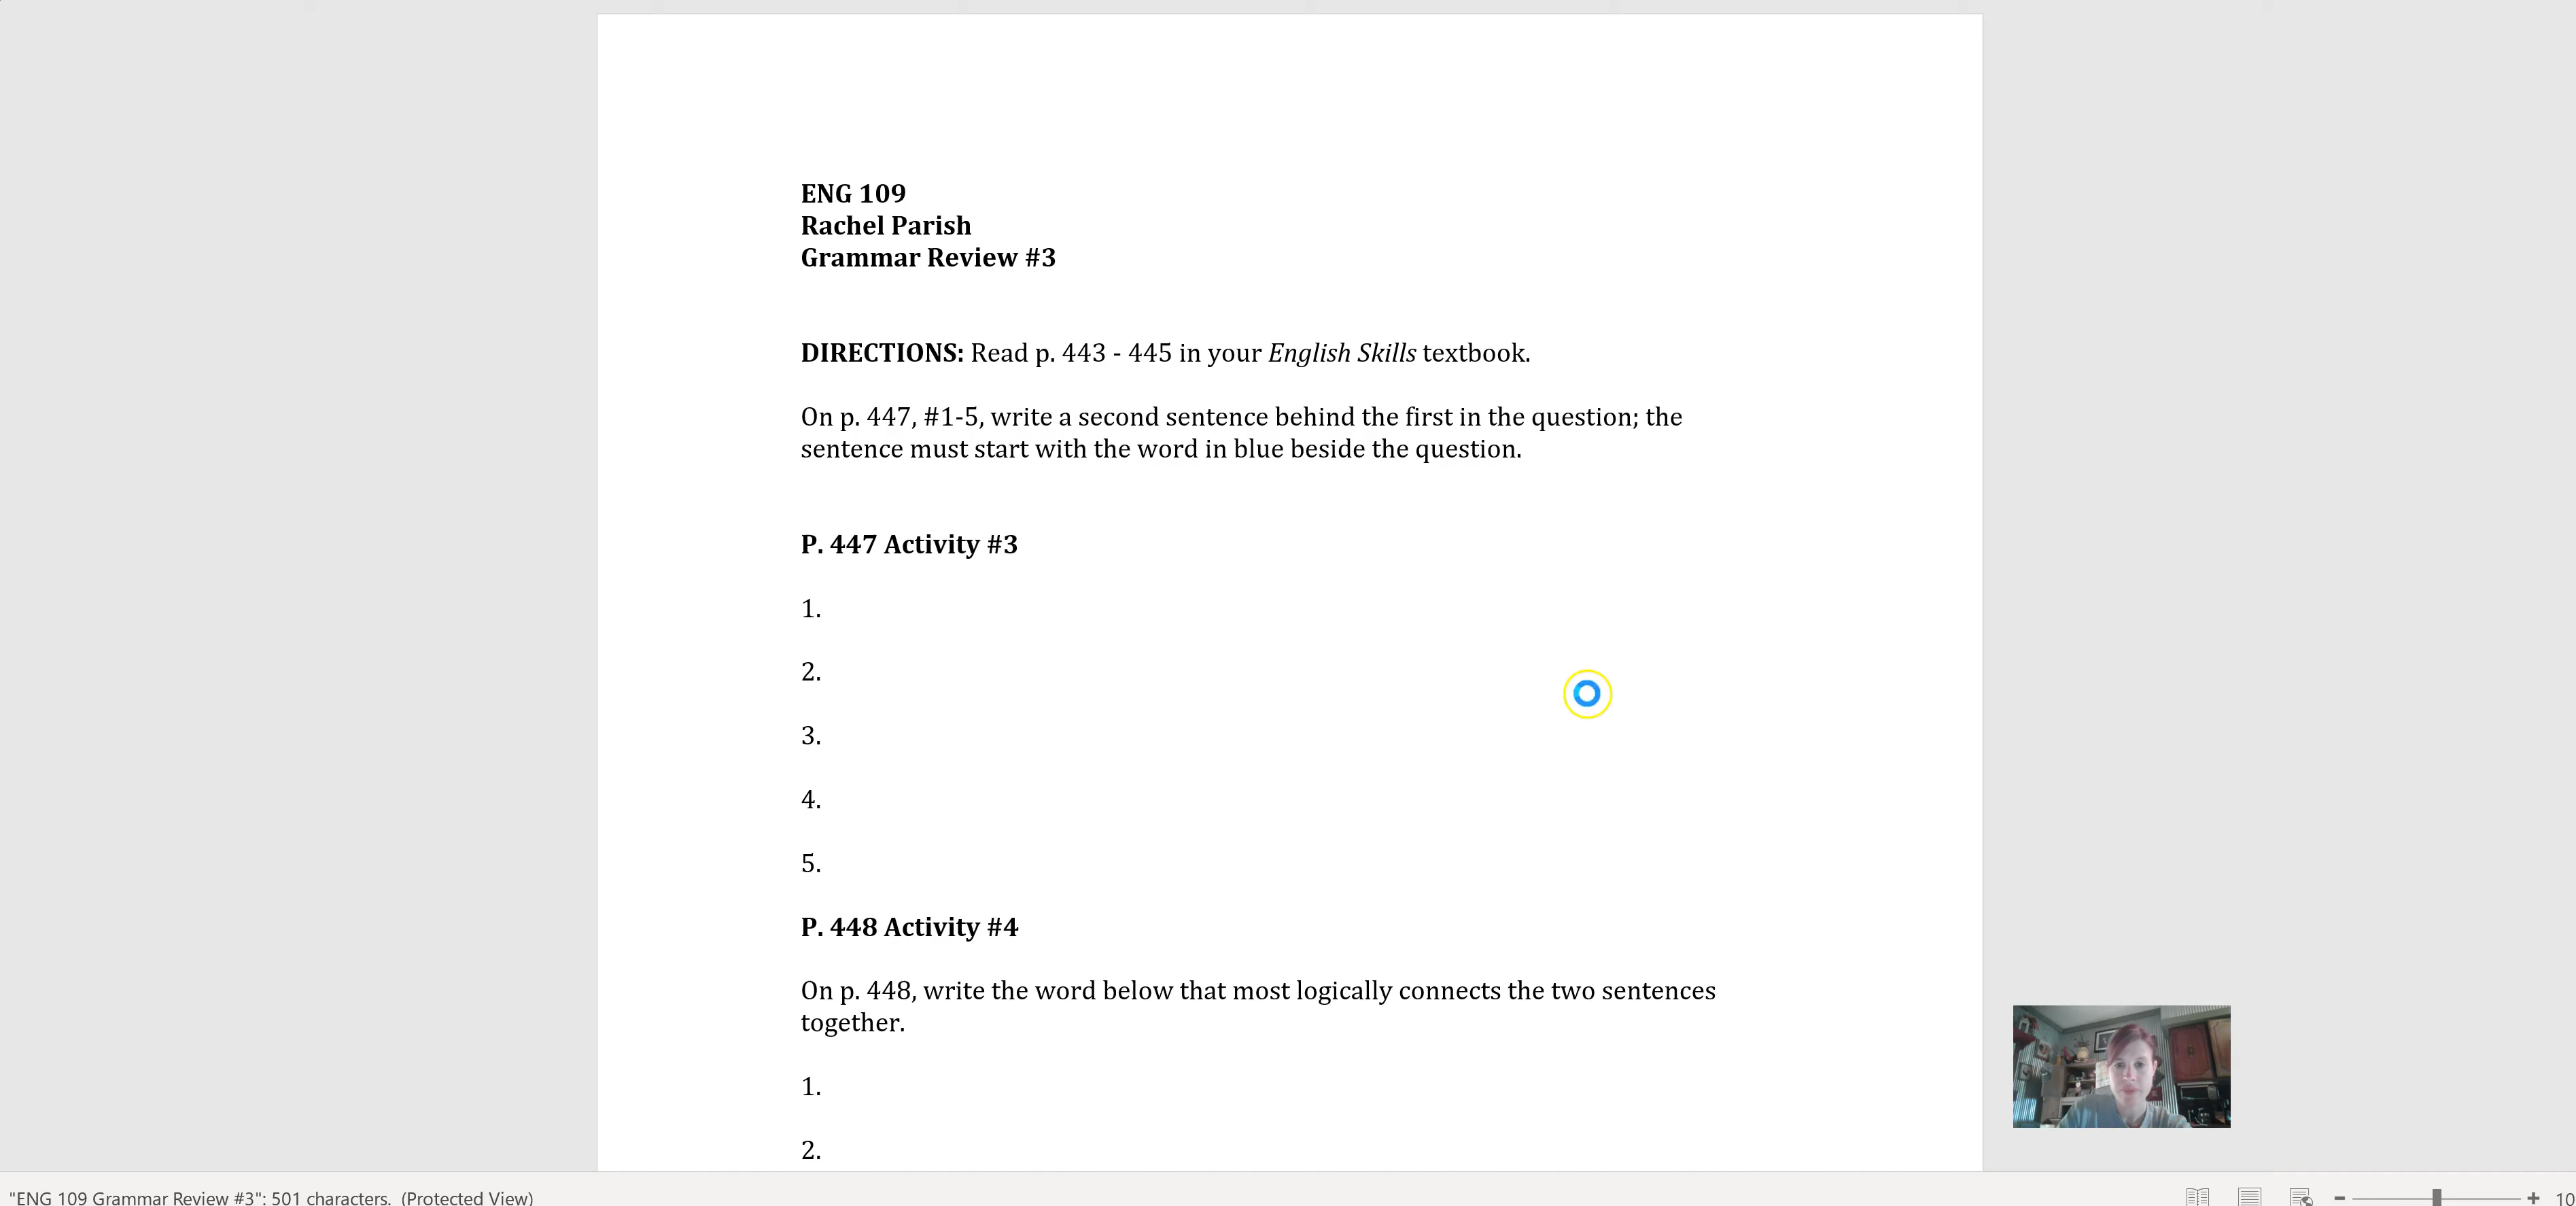 ENG 109
Rachel Parish
Grammar Review #3
DIRECTIONS: Read p. 443 - 445 in your English Skills textbook.
On p. 447, #1-5, write a second sentence behind the first in the question; the
sentence must start with the word in blue beside the question.
P. 447 Activity #3
1.
2.
3.
4.
5.
P. 448 Activity #4
On p. 448, write the word below that most logically connects the two sentences
together.
1.
2.
"ENG 109 Grammar Review #3": 501 characters. (Protected View)
10